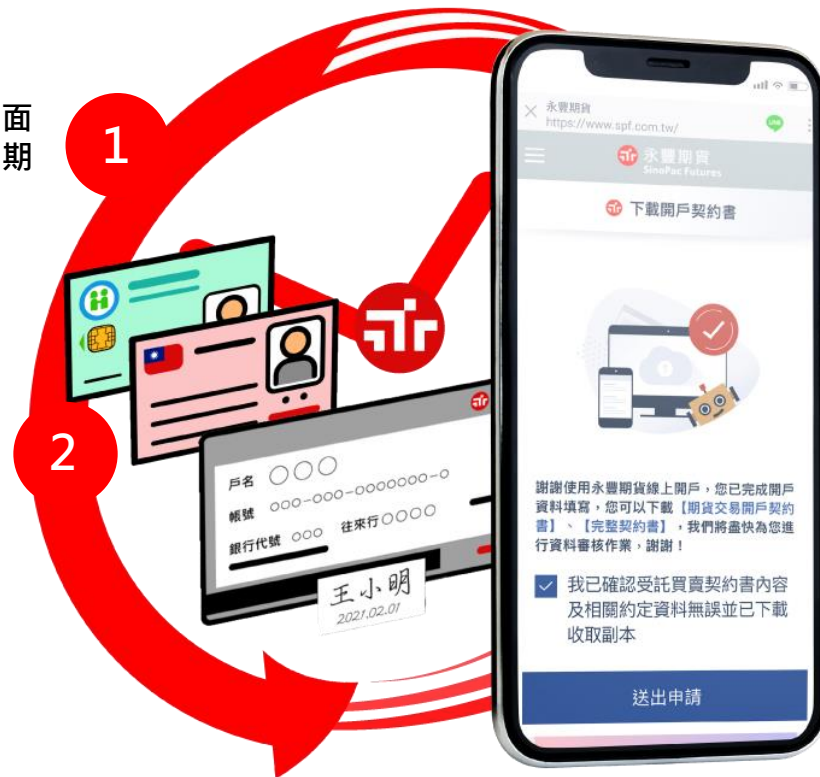 面
期
1
2
戶名 ○○○
帳號 ○○○-○○○-○○○○○○○-○
銀行代號 ○○○ 往來行○○○○
王小明
2021.02.01
永豐期貨
https://www.spf.com.tw/
LINE
永豐期貨
SinoPac Futures
下載開戶契約書
謝謝使用永豐期貨線上開戶，您已完成開戶
資料填寫，您可以下載【期貨交易開戶契約
書】、【完整契約書】，我們將盡快為您進
行資料審核作業，謝謝！
我已確認受託買賣契約書內容
及相關約定資料無誤並已下載
收取副本
送出申請